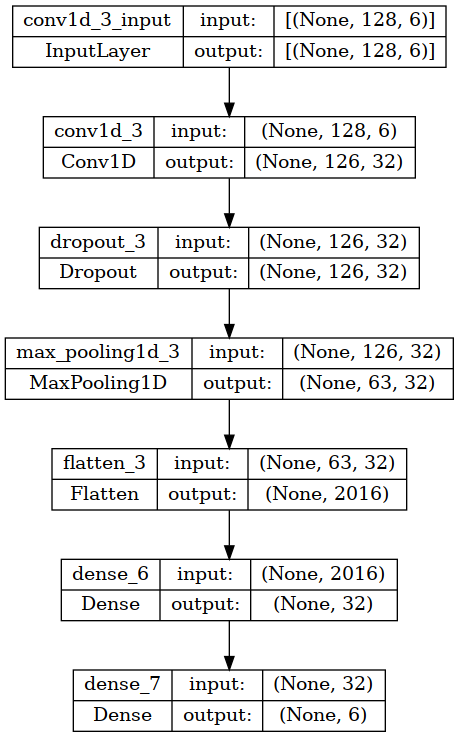 conv1d_3_input input: [(None, 128, 6)]
InputLayer output: [(None, 128, 6)]
conv1d_3 input: (None, 128, 6)
Conv1D output: (None, 126, 32)
dropout_3 input: (None, 126, 32)
Dropout output: (None, 126, 32)
max_pooling1d_3 input: (None, 126, 32)
MaxPooling1D output: (None, 63, 32)
flatten_3 input: (None, 63, 32)
Flatten output: (None, 2016)
dense_6 input: (None, 2016)
Dense output: (None, 32)
dense_7 input: (None, 32)
Dense output: (None, 6)